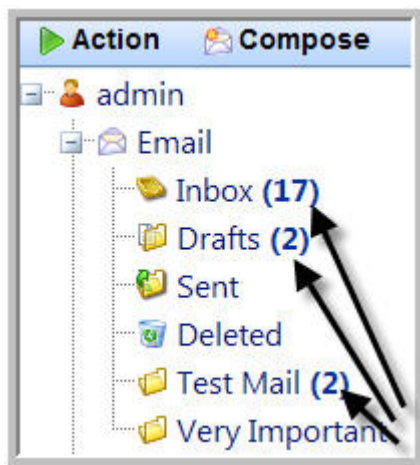 Action Compose
admin
Email
Inbox (17)
Drafts (2)
Sent
Deleted
Test Mail (2)
Very Important